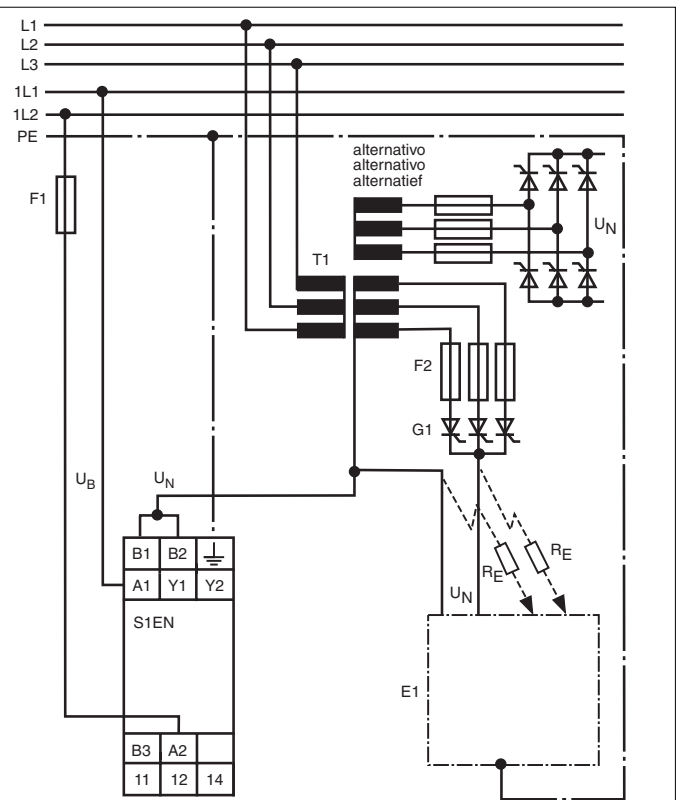 L1
L2
L3
1L1
1L2
PE
alternativo
alternativo
alternatief
F1
UN
T1
F2
G1
UB
UN
B1 B2
A1 Y1 Y2
RE
RE
UN
S1EN
E1
B3 A2
11 12 14